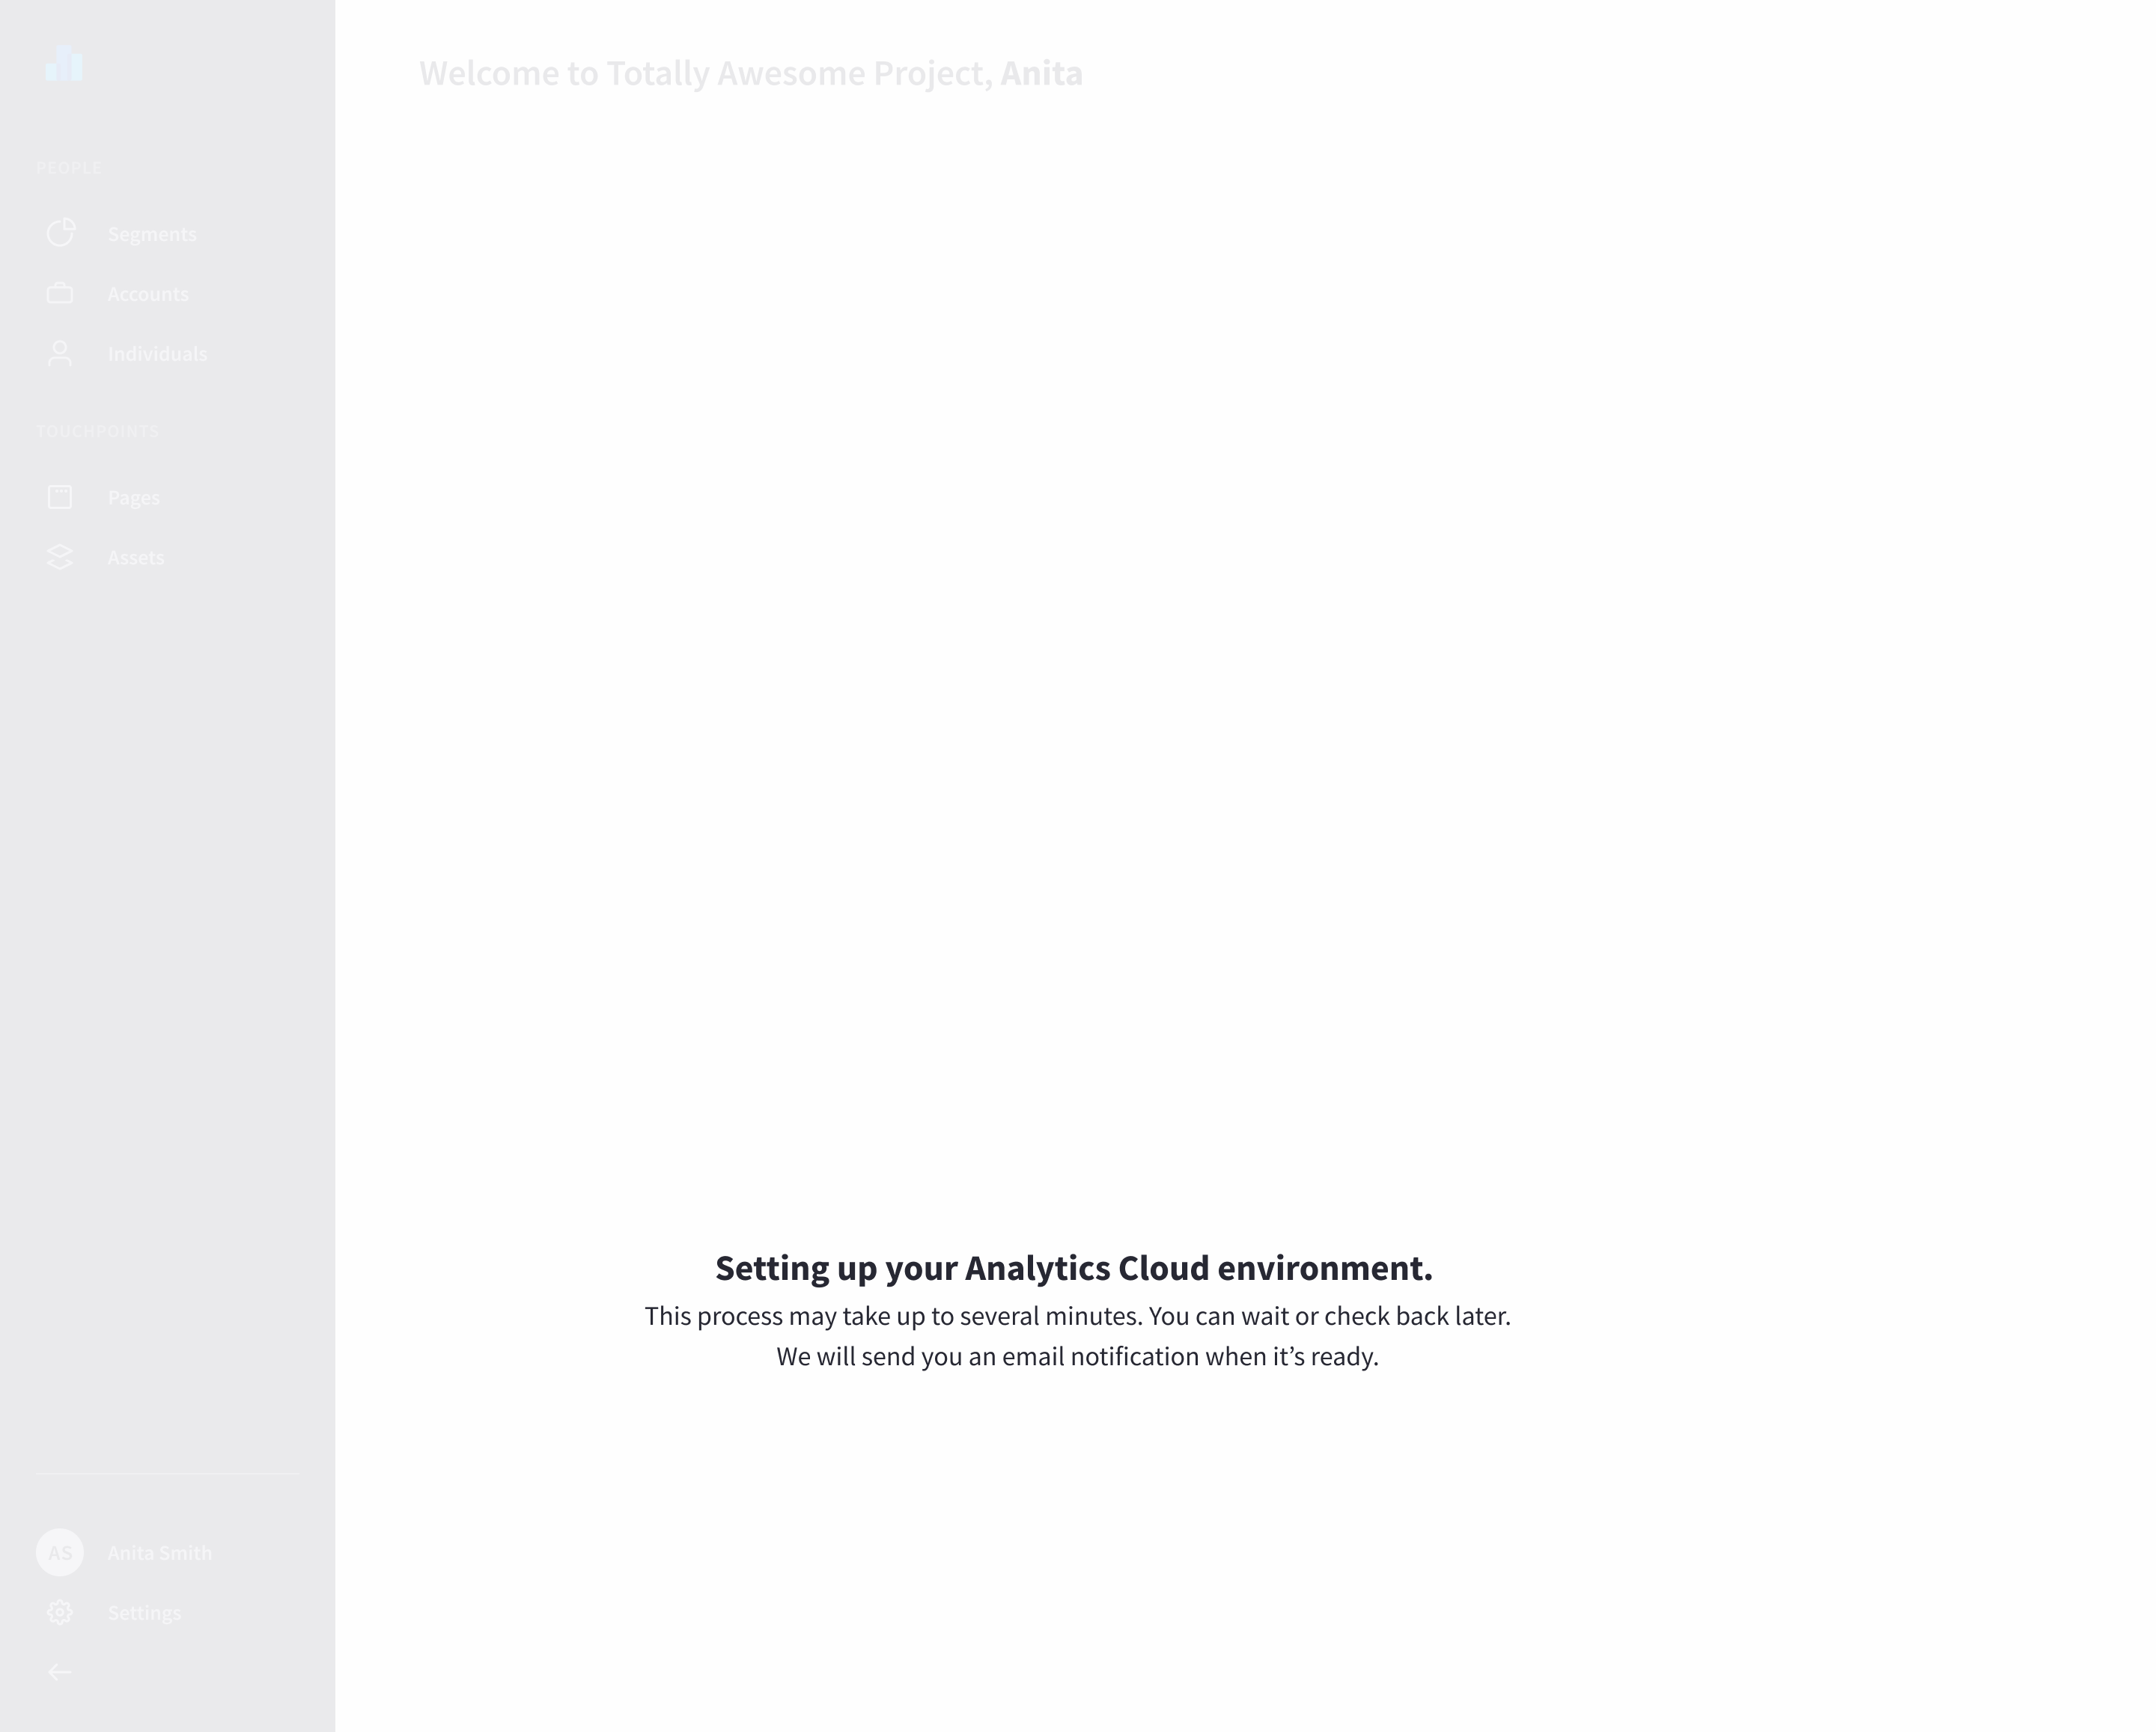 Welcome to Totally Awesome Project, Anita
PEOPLE
Segments
Accounts
Individuals
TOUCHPOINTS
Pages
Assets
Setting up your Analytics Cloud environment.
This process may take up to several minutes. You can wait or check back later.
We will send you an email notification when it’s ready.
AS
Anita Smith
Settings